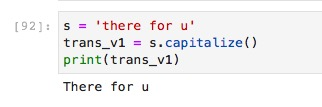 [92]: s = 'there for u'
trans_v1 = s.capitalize()
print(trans_v1)
There for u